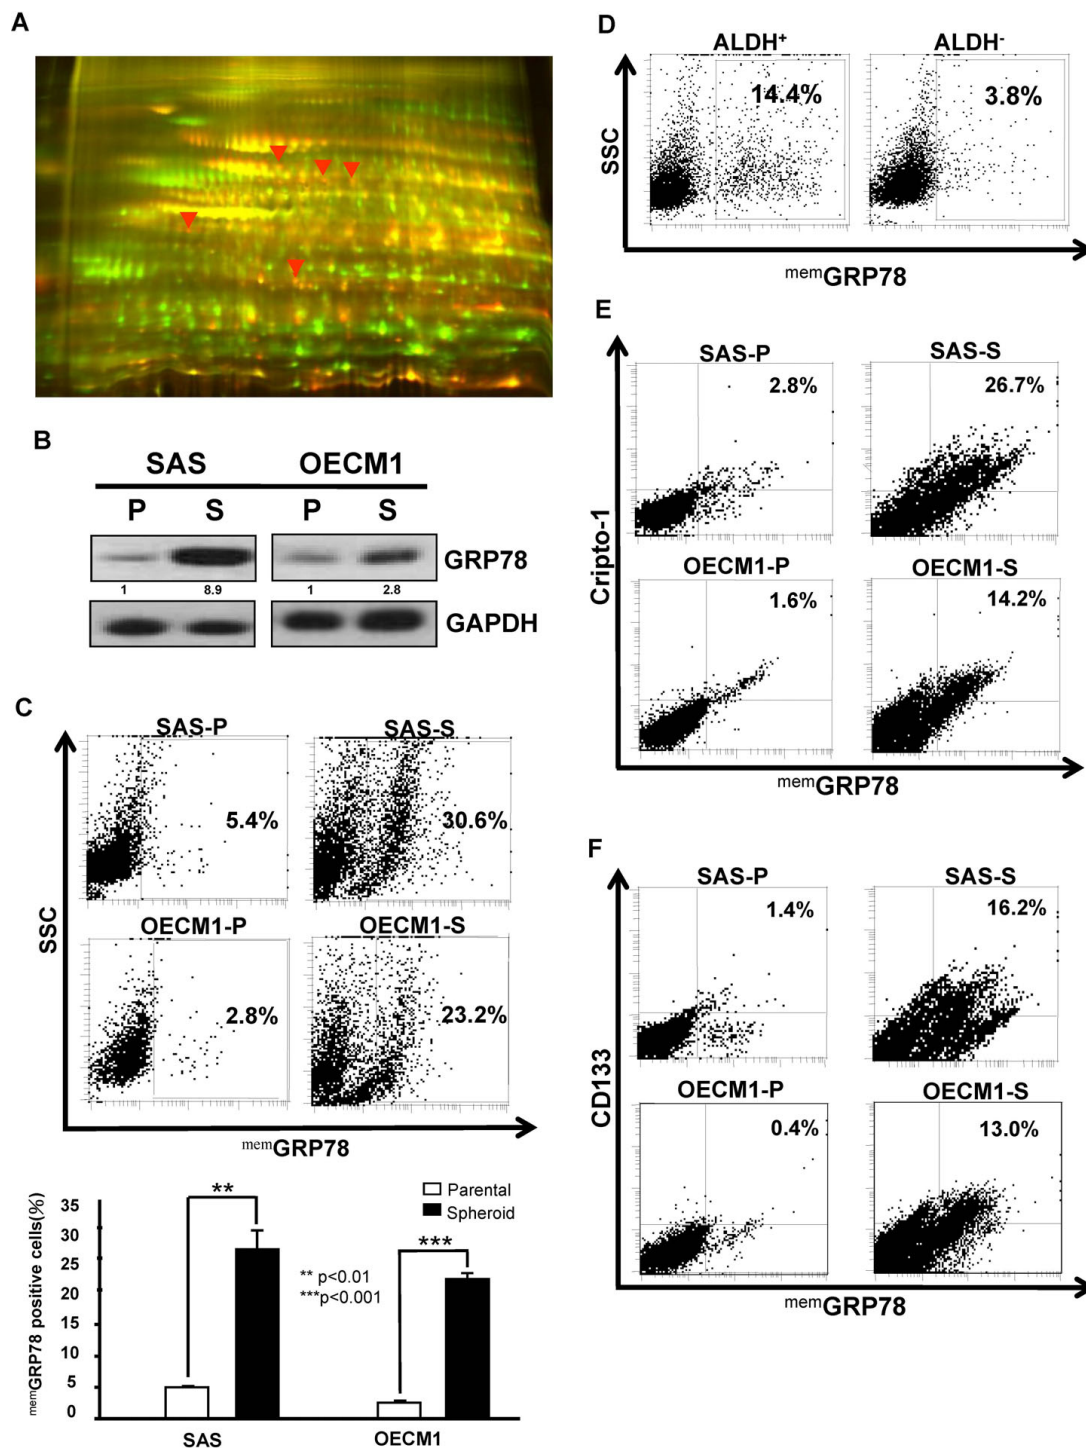 A
B
SAS OECM1
P S P S
GRP78
1 8.9 1 2.8
GAPDH
C
SAS-P SAS-S
5.4% 30.6%
OECM1-P OECM1-S
2.8% 23.2%
SSC
memGRP78
memGRP78 positive cells(%)
35
30
25
20
15
10
5
0
** ***
Parental
Spheroid
** p<0.01
***p<0.001
SAS OECM1
D
ALDH+ ALDH-
14.4% 3.8%
SSC
memGRP78
E
SAS-P SAS-S
2.8% 26.7%
OECM1-P OECM1-S
1.6% 14.2%
Cripto-1
memGRP78
F
SAS-P SAS-S
1.4% 16.2%
OECM1-P OECM1-S
0.4% 13.0%
CD133
memGRP78